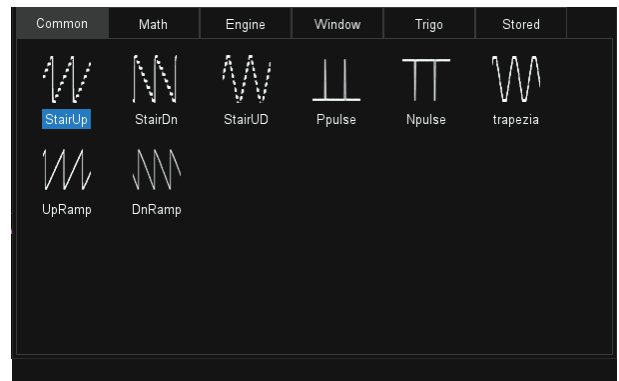 Common Math Engine Window Trigo Stored
StairUp StairDn StairUD Ppulse Npulse trapezia
UpRamp DnRamp